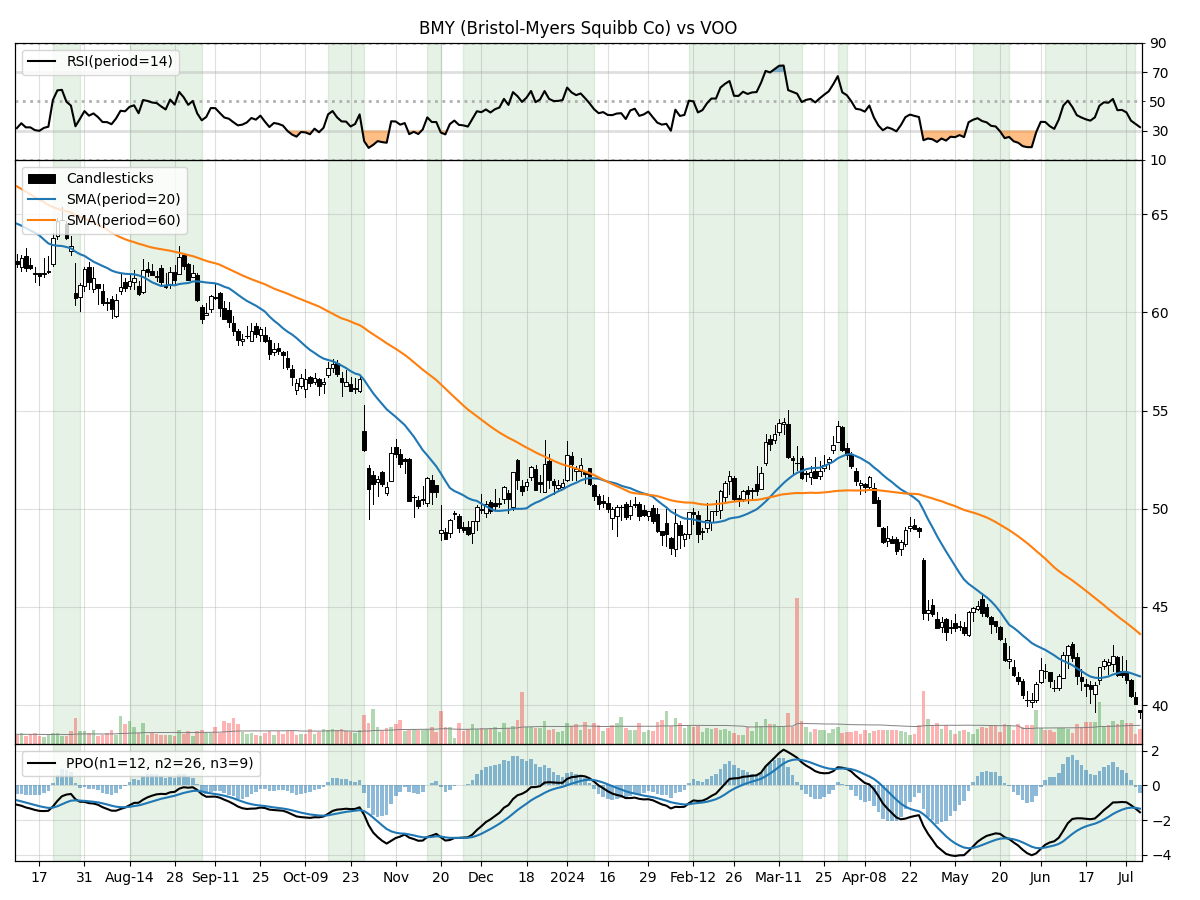 BMY (Bristol-Myers Squibb Co) vs VOO
RSI(period=14)
90
70
50
30
10
Candlesticks
SMA(period=20)
SMA(period=60)
65
60
55
50
45
40
PPO(n1=12, n2=26, n3=9)
2
0
−2
−4
17 31 Aug-14 28 Sep-11 25 Oct-09 23 Nov 20 Dec 18 2024 16 29 Feb-12 26 Mar-11 25 Apr-08 22 May 20 Jun 17 Jul